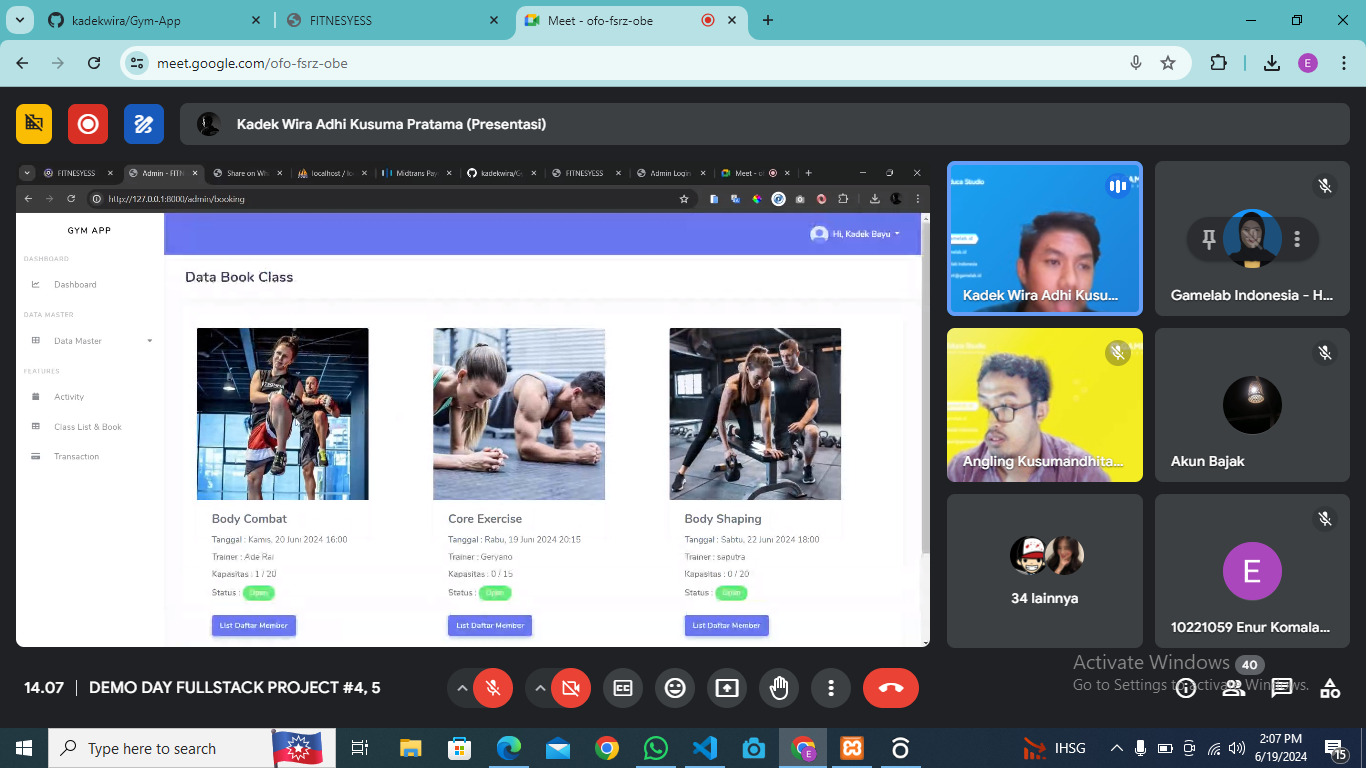 kadekwira/Gym-App
FITNESYESS
Meet - ofo-fsrz-obe
meet.google.com/ofo-fsrz-obe
E
Kadek Wira Adhi Kusuma Pratama (Presentasi)
FITNESYESS
Admin - FITN
Share on Wh
localhost / lo
Midtrans Pay
kadekwira/G
FITNESYESS
Admin Login
Meet - o
http://127.0.0.1:8000/admin/booking
GYM APP
Hi, Kadek Bayu
DASHBOARD
Dashboard
DATA MASTER
Data Master
FEATURES
Activity
Class List & Book
Transaction
Data Book Class
Body Combat
Tanggal : Kamis, 20 Juni 2024 16:00
Trainer : Ade Rai
Kapasitas : 1 / 20
Status : Open
List Daftar Member
Core Exercise
Tanggal : Rabu, 19 Juni 2024 20:15
Trainer : Geryano
Kapasitas : 0 / 15
Status : Open
List Daftar Member
Body Shaping
Tanggal : Sabtu, 22 Juni 2024 18:00
Trainer : saputra
Kapasitas : 0 / 20
Status : Open
List Daftar Member
Kadek Wira Adhi Kusu...
Gamelab Indonesia - H...
Angling Kusumandhita...
Akun Bajak
34 lainnya
E
10221059 Enur Komala...
14.07
DEMO DAY FULLSTACK PROJECT #4, 5
40
Activate Windows
Go to Settings to activate Windows.
Type here to search
IHSG
2:07 PM
6/19/2024
15